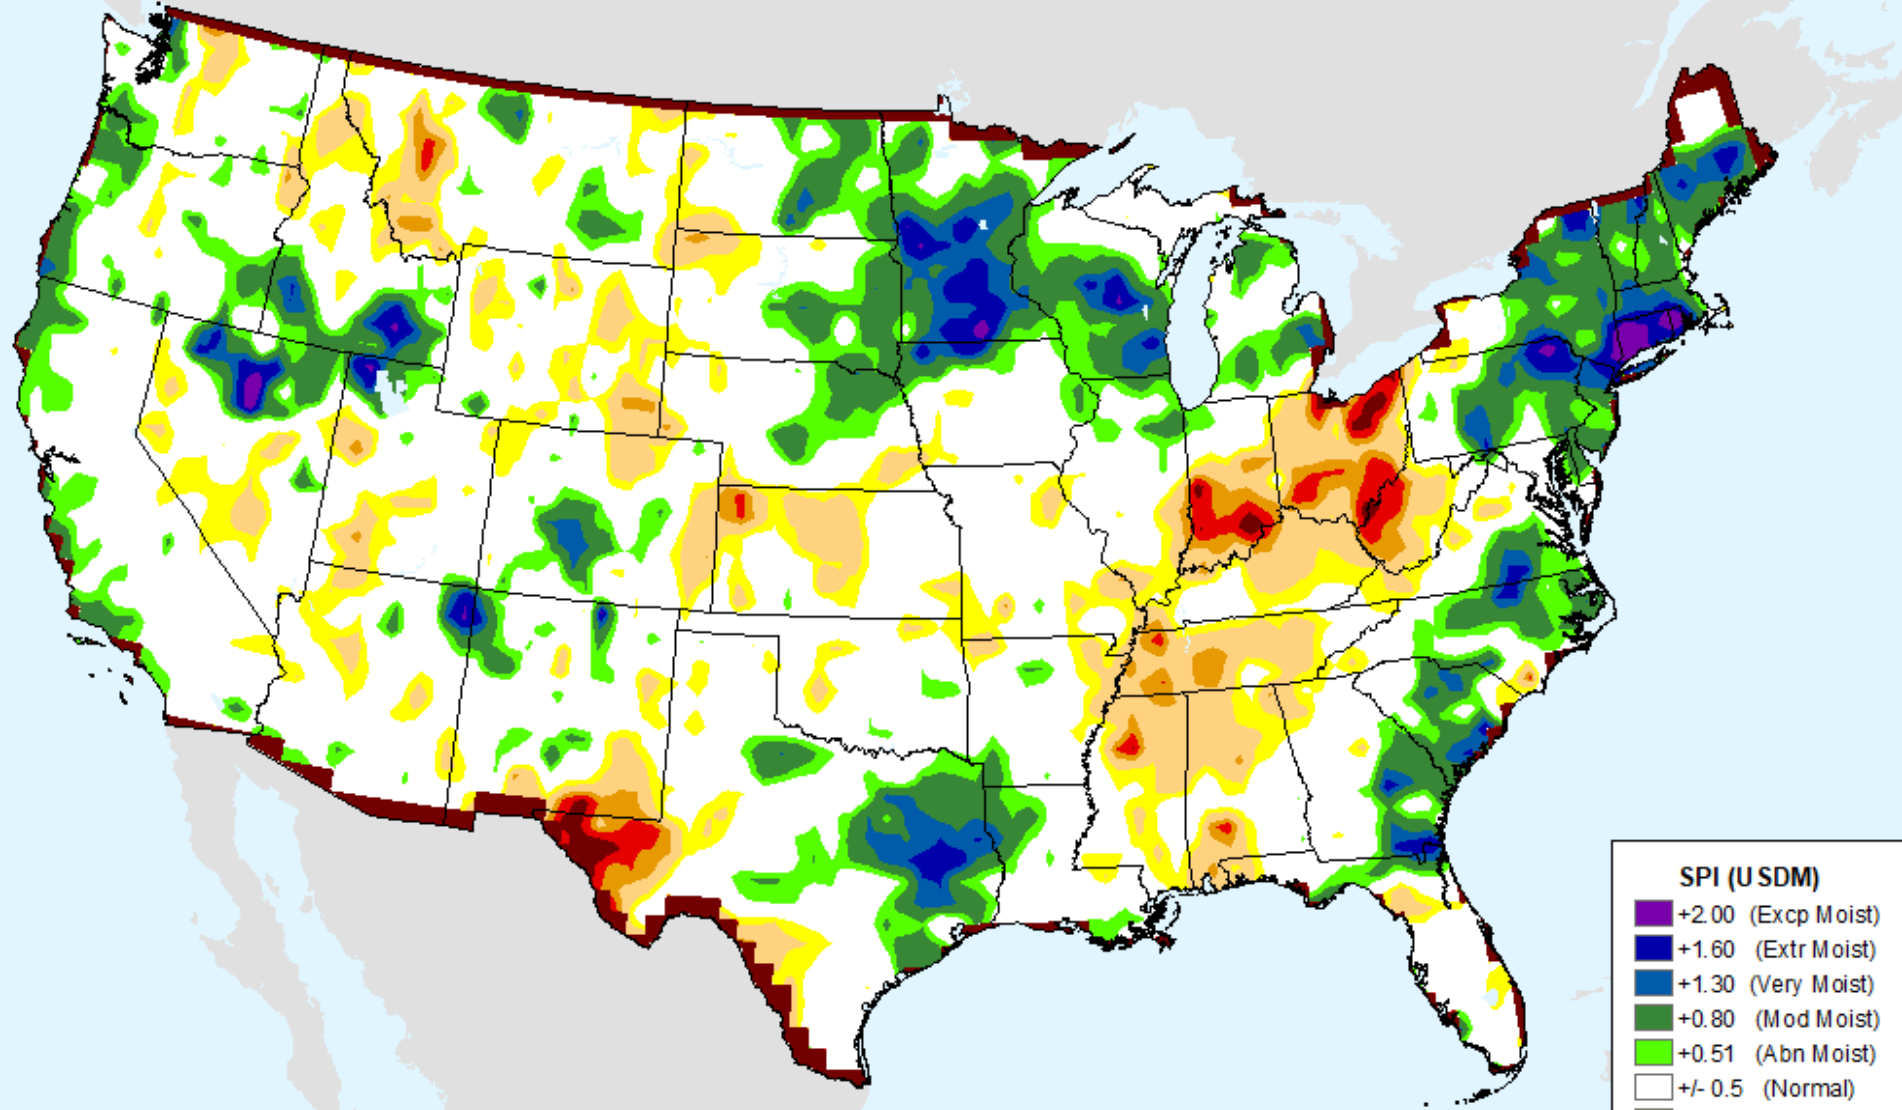 SPI (USDM)
+2.00 (Excp Moist)
+1.60 (Extr Moist)
+1.30 (Very Moist)
+0.80 (Mod Moist)
+0.51 (Abn Moist)
+/- 0.5 (Normal)